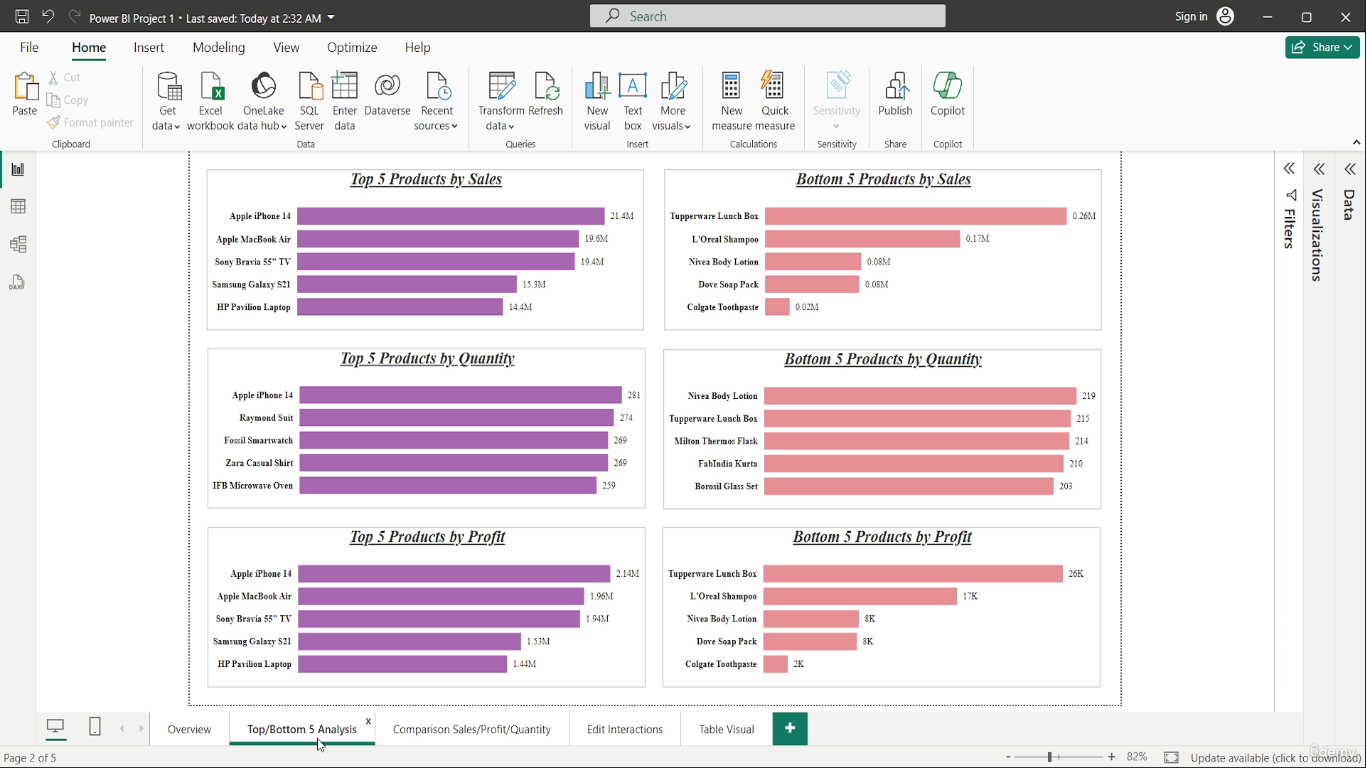 Power BI Project 1 • Last saved: Today at 2:32 AM
Search
Sign in
File
Home
Insert
Modeling
View
Optimize
Help
Share
Paste
Cut
Copy
Format painter
Clipboard
Get data
Excel workbook
OneLake data hub
SQL Server
Enter data
Dataverse
Recent sources
Data
Transform data
Refresh
Queries
New visual
Text box
More visuals
Insert
New measure
Quick measure
Calculations
Sensitivity
Sensitivity
Publish
Share
Copilot
Copilot
DAX
Top 5 Products by Sales
Apple iPhone 14 21.4M
Apple MacBook Air 19.6M
Sony Bravia 55" TV 19.4M
Samsung Galaxy S21 15.3M
HP Pavilion Laptop 14.4M
Bottom 5 Products by Sales
Tupperware Lunch Box 0.26M
L'Oreal Shampoo 0.17M
Nivea Body Lotion 0.08M
Dove Soap Pack 0.08M
Colgate Toothpaste 0.02M
Top 5 Products by Quantity
Apple iPhone 14 281
Raymond Suit 274
Fossil Smartwatch 269
Zara Casual Shirt 269
IFB Microwave Oven 259
Bottom 5 Products by Quantity
Nivea Body Lotion 219
Tupperware Lunch Box 215
Milton Thermos Flask 214
FabIndia Kurta 210
Borosil Glass Set 203
Top 5 Products by Profit
Apple iPhone 14 2.14M
Apple MacBook Air 1.96M
Sony Bravia 55" TV 1.94M
Samsung Galaxy S21 1.53M
HP Pavilion Laptop 1.44M
Bottom 5 Products by Profit
Tupperware Lunch Box 26K
L'Oreal Shampoo 17K
Nivea Body Lotion 8K
Dove Soap Pack 8K
Colgate Toothpaste 2K
Filters
Visualizations
Data
Overview
Top/Bottom 5 Analysis
Comparison Sales/Profit/Quantity
Edit Interactions
Table Visual
Page 2 of 5
82%
Update available (click to download)
Udemy